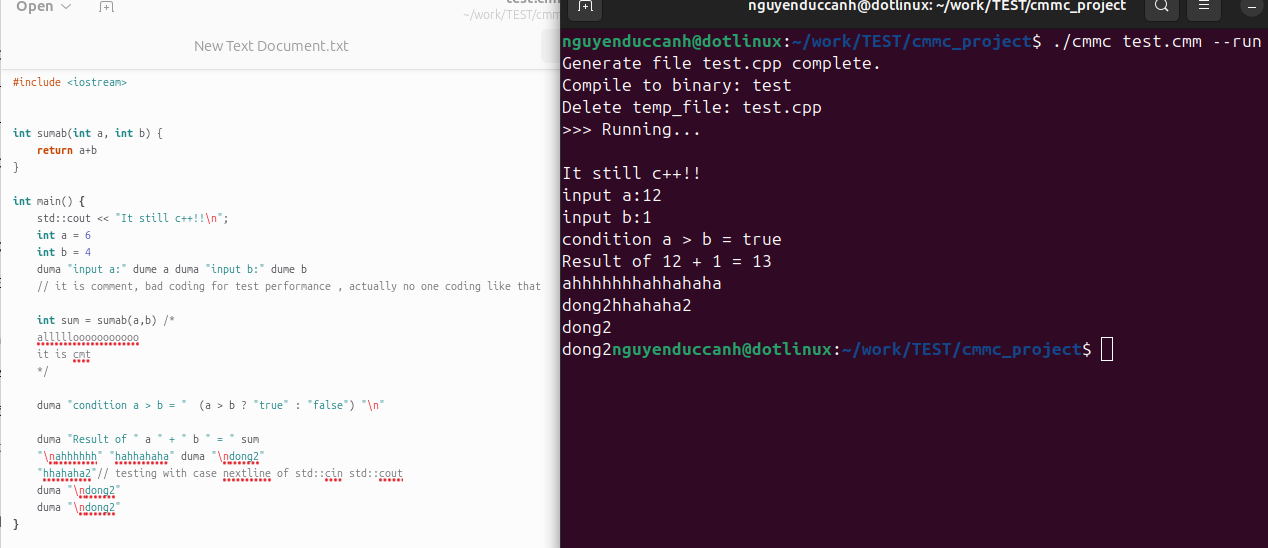 Open
test.cmm
~/work/TEST/cmm
New Text Document.txt
#include <iostream>
int sumab(int a, int b) {
return a+b
}
int main() {
std::cout << "It still c++!!\n";
int a = 6
int b = 4
duma "input a:" dume a duma "input b:" dume b
// it is comment, bad coding for test performance , actually no one coding like that
int sum = sumab(a,b) /*
alllllooooooooooo
it is cmt
*/
duma "condition a > b = "  (a > b ? "true" : "false") "\n"
duma "Result of " a " + " b " = " sum
"\nahhhhhh" "hahhahaha" duma "\ndong2"
"hhahaha2"// testing with case nextline of std::cin std::cout
duma "\ndong2"
duma "\ndong2"
}
nguyenduccanh@dotlinux: ~/work/TEST/cmmc_project
nguyenduccanh@dotlinux:~/work/TEST/cmmc_project$ ./cmmc test.cmm --run
Generate file test.cpp complete.
Compile to binary: test
Delete temp_file: test.cpp
>>> Running...
It still c++!!
input a:12
input b:1
condition a > b = true
Result of 12 + 1 = 13
ahhhhhhhahhahaha
dong2hhahaha2
dong2
dong2nguyenduccanh@dotlinux:~/work/TEST/cmmc_project$